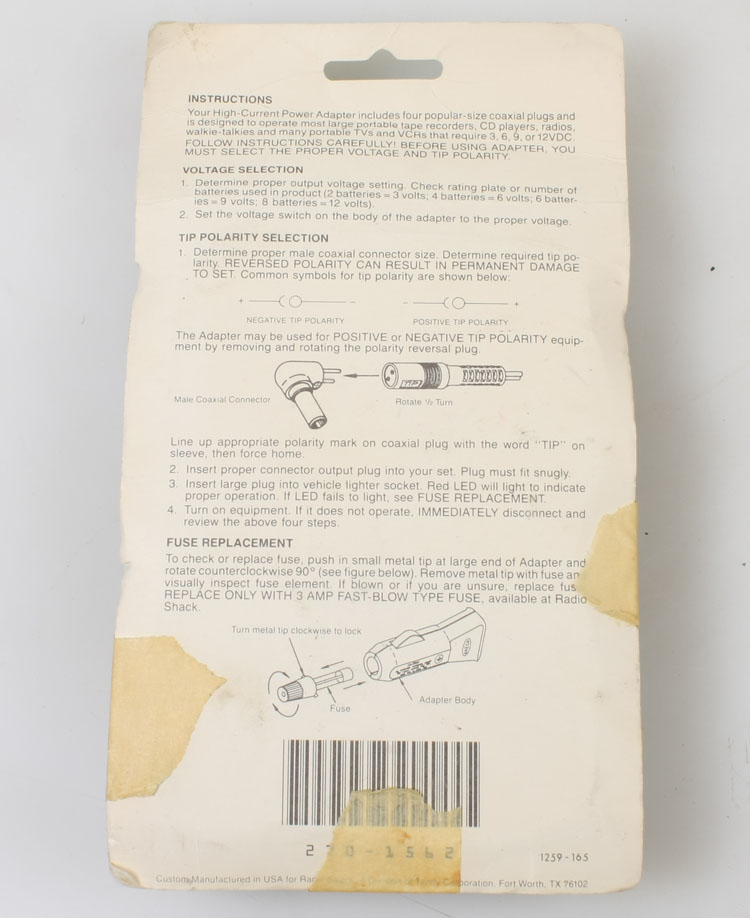 INSTRUCTIONS
Your High-Current Power Adapter includes four popular-size coaxial plugs and
is designed to operate most large portable tape recorders, CD players, radios,
walkie-talkies and many portable TVs and VCRs that require 3, 6, 9, or 12VDC.
FOLLOW INSTRUCTIONS CAREFULLY! BEFORE USING ADAPTER, YOU
MUST SELECT THE PROPER VOLTAGE AND TIP POLARITY.
VOLTAGE SELECTION
1. Determine proper output voltage setting. Check rating plate or number of
batteries used in product (2 batteries = 3 volts; 4 batteries = 6 volts; 6 batter-
ies = 9 volts; 8 batteries = 12 volts).
2. Set the voltage switch on the body of the adapter to the proper voltage.
TIP POLARITY SELECTION
1. Determine proper male coaxial connector size. Determine required tip po-
larity. REVERSED POLARITY CAN RESULT IN PERMANENT DAMAGE
TO SET. Common symbols for tip polarity are shown below:
+ −
− +
NEGATIVE TIP POLARITY
POSITIVE TIP POLARITY
The Adapter may be used for POSITIVE or NEGATIVE TIP POLARITY equip-
ment by removing and rotating the polarity reversal plug.
Male Coaxial Connector
Rotate ½ Turn
Line up appropriate polarity mark on coaxial plug with the word "TIP" on
sleeve, then force home.
2. Insert proper connector output plug into your set. Plug must fit snugly.
3. Insert large plug into vehicle lighter socket. Red LED will light to indicate
proper operation. If LED fails to light, see FUSE REPLACEMENT.
4. Turn on equipment. If it does not operate, IMMEDIATELY disconnect and
review the above four steps.
FUSE REPLACEMENT
To check or replace fuse, push in small metal tip at large end of Adapter and
rotate counterclockwise 90° (see figure below). Remove metal tip with fuse an
visually inspect fuse element. If blown or if you are unsure, replace fus
REPLACE ONLY WITH 3 AMP FAST-BLOW TYPE FUSE, available at Radio
Shack.
Turn metal tip clockwise to lock
Fuse
Adapter Body
270-1562
1259-165
Custom Manufactured in USA for Radio Shack, A Division of Tandy Corporation, Fort Worth, TX 76102